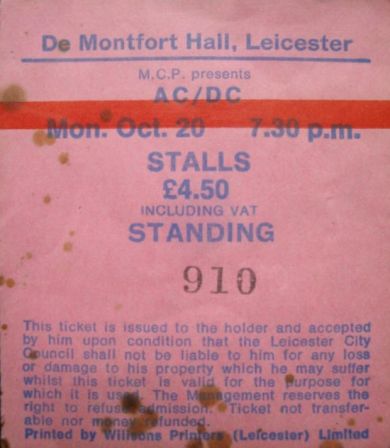 De Montfort Hall, Leicester
M.C.P. presents
AC/DC
Mon. Oct. 20 7.30 p.m.
STALLS
£4.50
INCLUDING VAT
STANDING
910
This ticket is issued to the holder and accepted
by him upon condition that the Leicester City
Council shall not be liable to him for any loss
or damage to his property which he may suffer
whilst this ticket is valid for the purpose for
which it is used. The Management reserves the
right to refuse admission. Ticket not transfer-
able nor money refunded.
Printed by Willsons Printers (Leicester) Limited